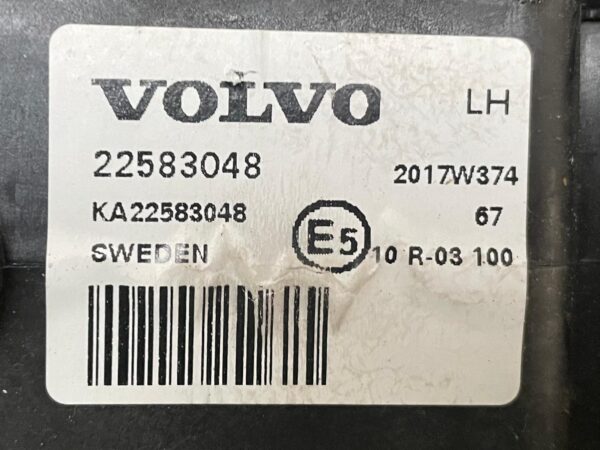 VOLVO LH
22583048 2017W374
KA22583048 67
SWEDEN E5 10 R-03 100